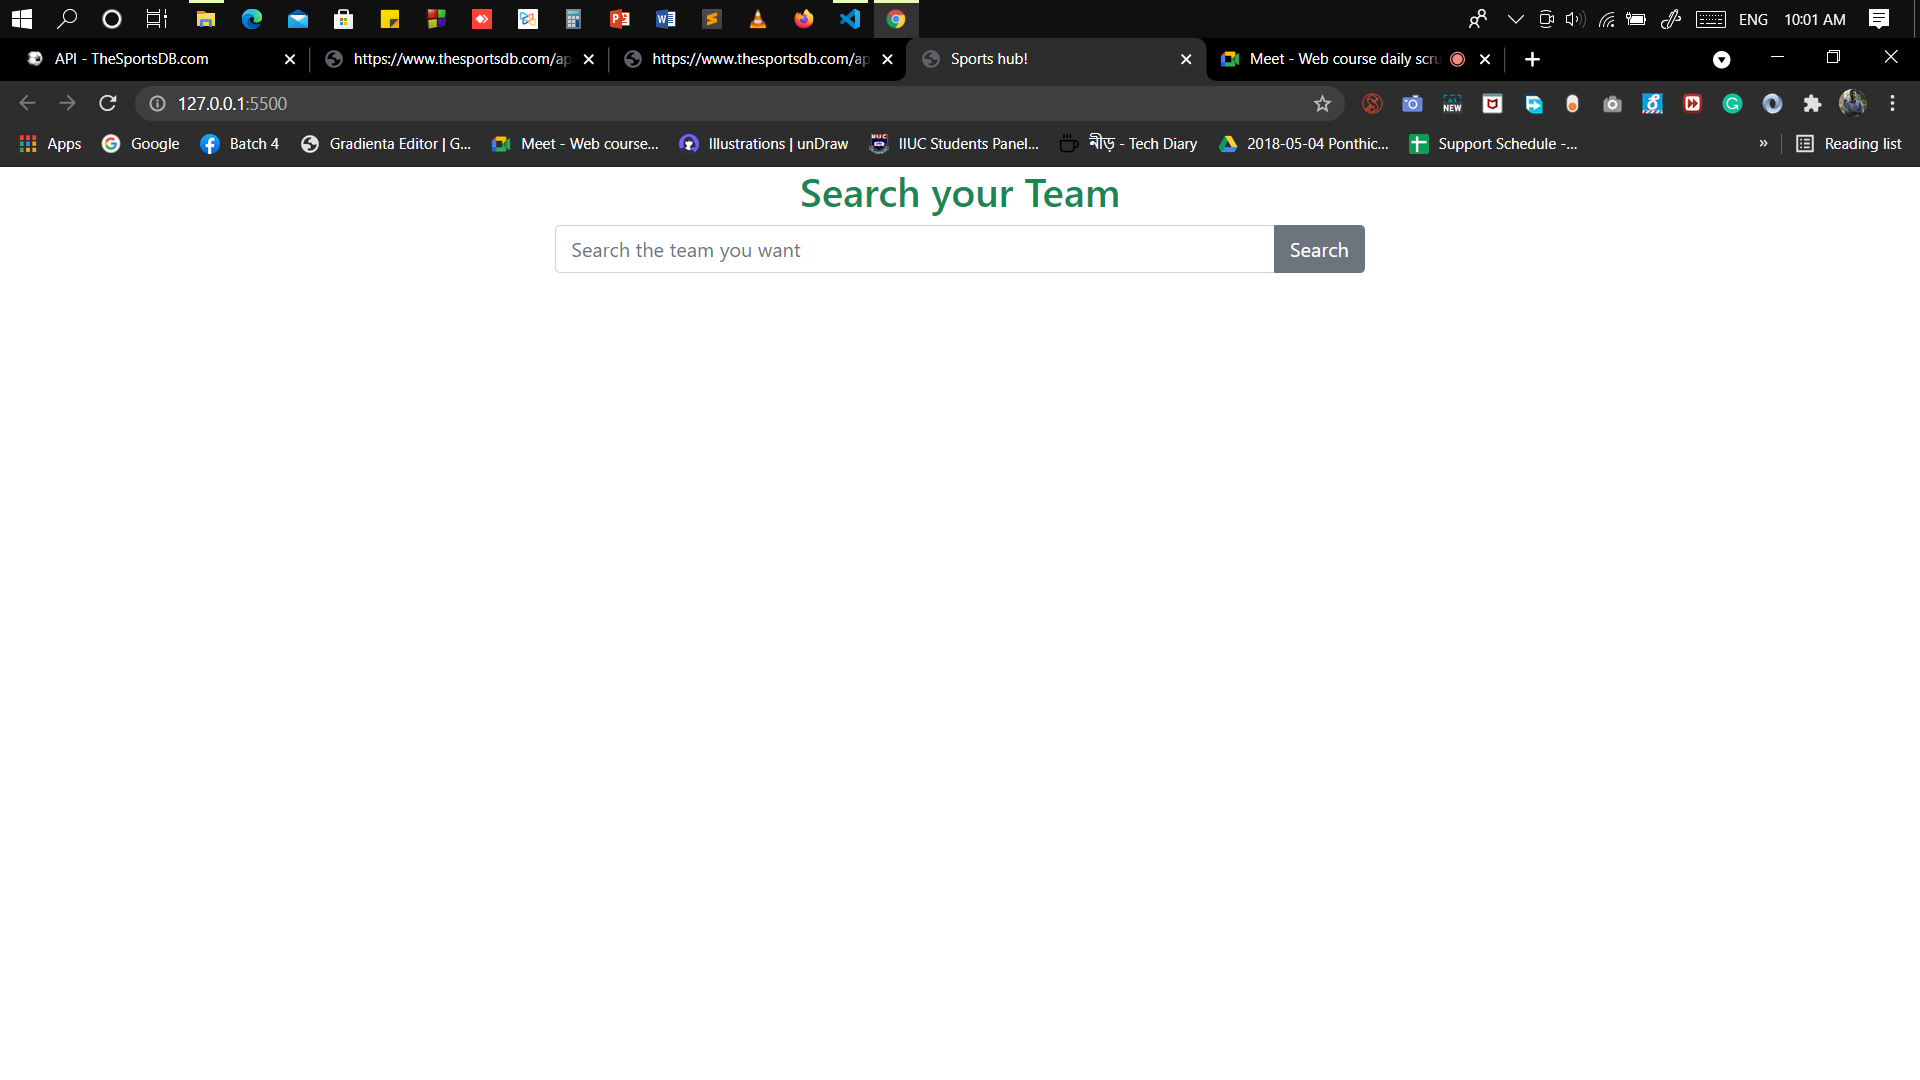 ENG 10:01 AM
API - TheSportsDB.com https://www.thesportsdb.com/ap https://www.thesportsdb.com/ap Sports hub! Meet - Web course daily scru
127.0.0.1:5500 NEW
Apps Google Batch 4 Gradienta Editor | G... Meet - Web course... Illustrations | unDraw IIUC Students Panel... নীড় - Tech Diary 2018-05-04 Ponthic... Support Schedule -... » Reading list
Search your Team
Search the team you want Search